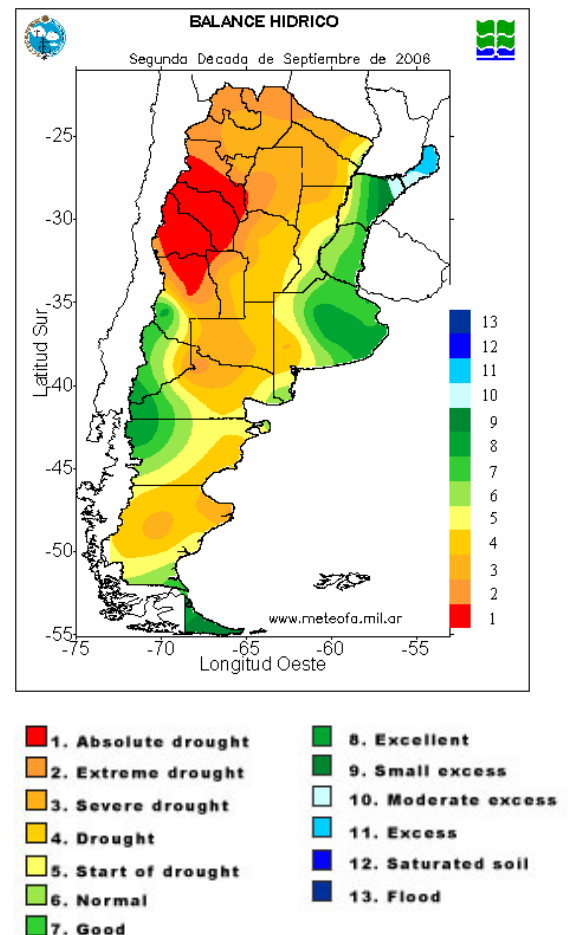 BALANCE HIDRICO
Segunda Década de Septiembre de 2006
-25
-30
-35
-40
-45
-50
-55
Latitud Sur
-75
-70
-65
-60
-55
Longitud Oeste
www.meteofa.mil.ar
13
12
11
10
9
8
7
6
5
4
3
2
1
1. Absolute drought
2. Extreme drought
3. Severe drought
4. Drought
5. Start of drought
6. Normal
7. Good
8. Excellent
9. Small excess
10. Moderate excess
11. Excess
12. Saturated soil
13. Flood